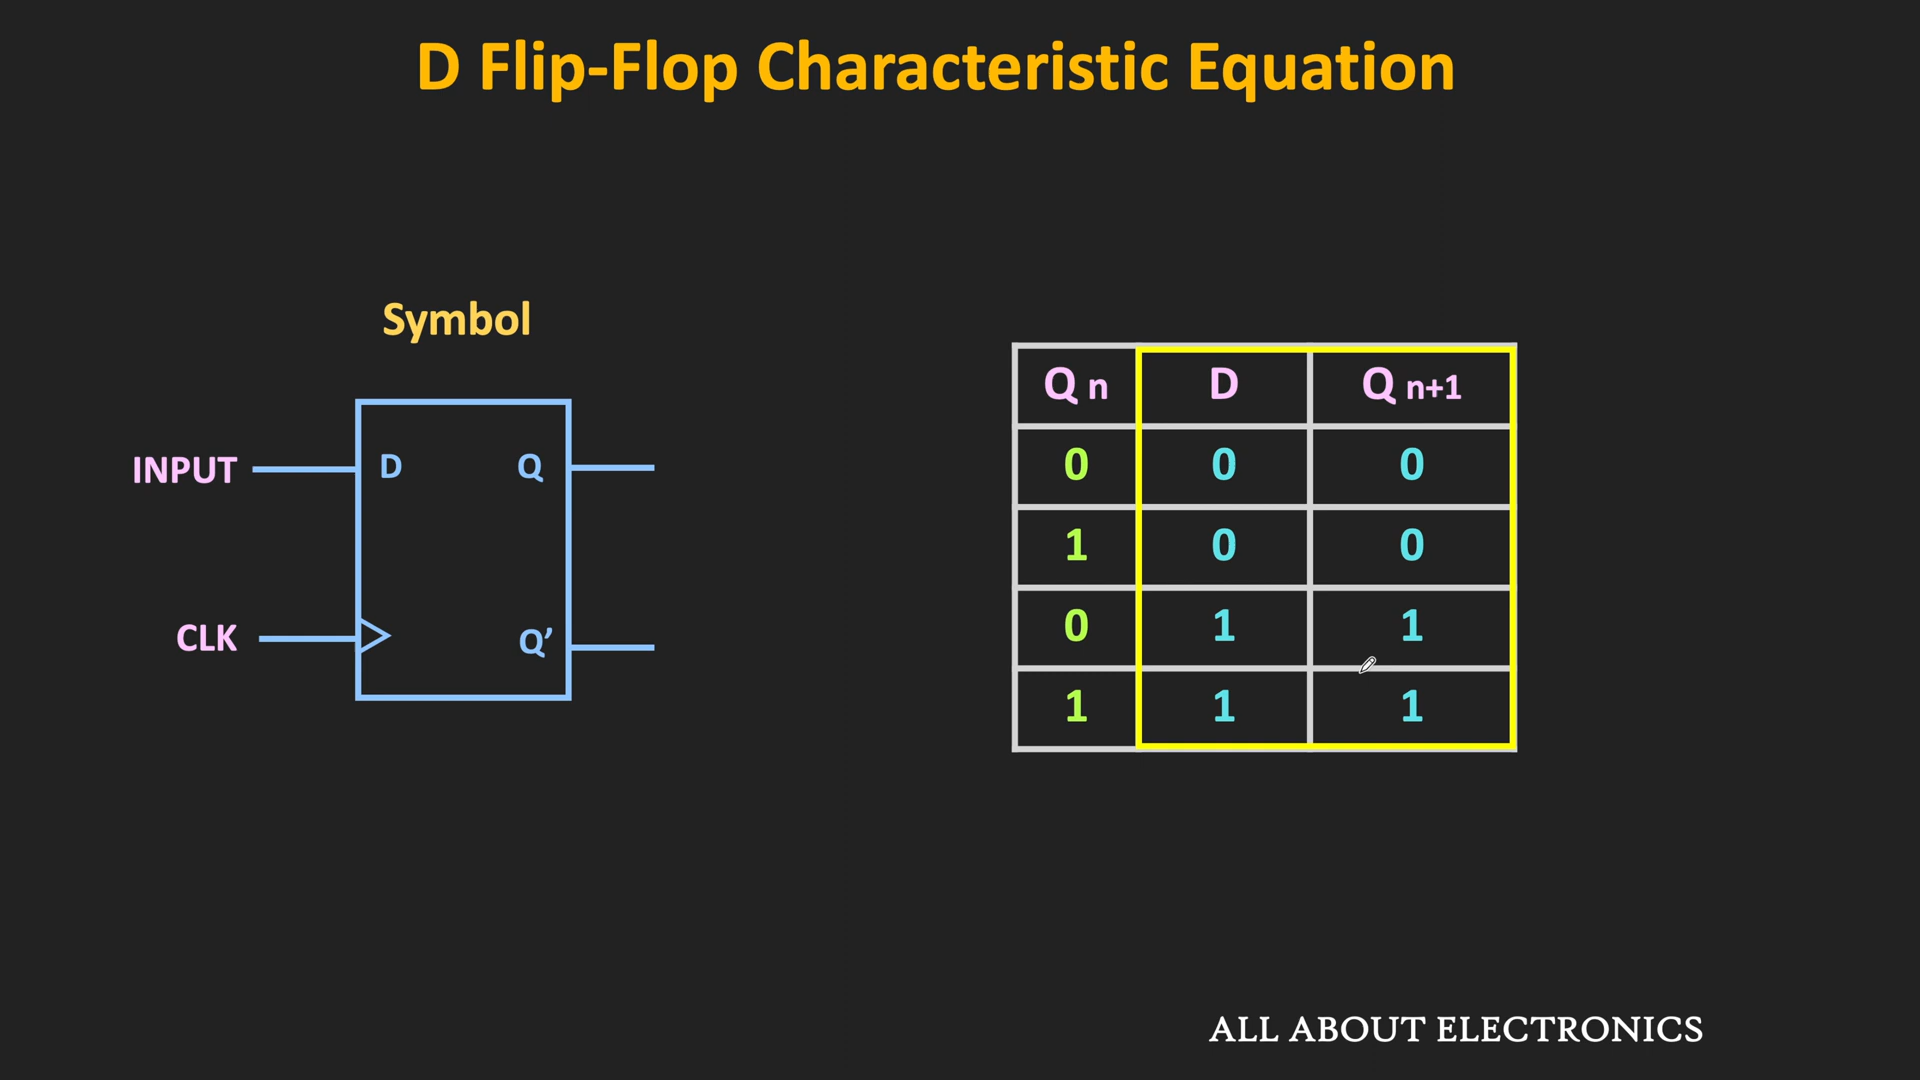 D Flip-Flop Characteristic Equation
Symbol
INPUT
D
Q
CLK
Q’
Q n D Q n+1
0 0 0
1 0 0
0 1 1
1 1 1
ALL ABOUT ELECTRONICS